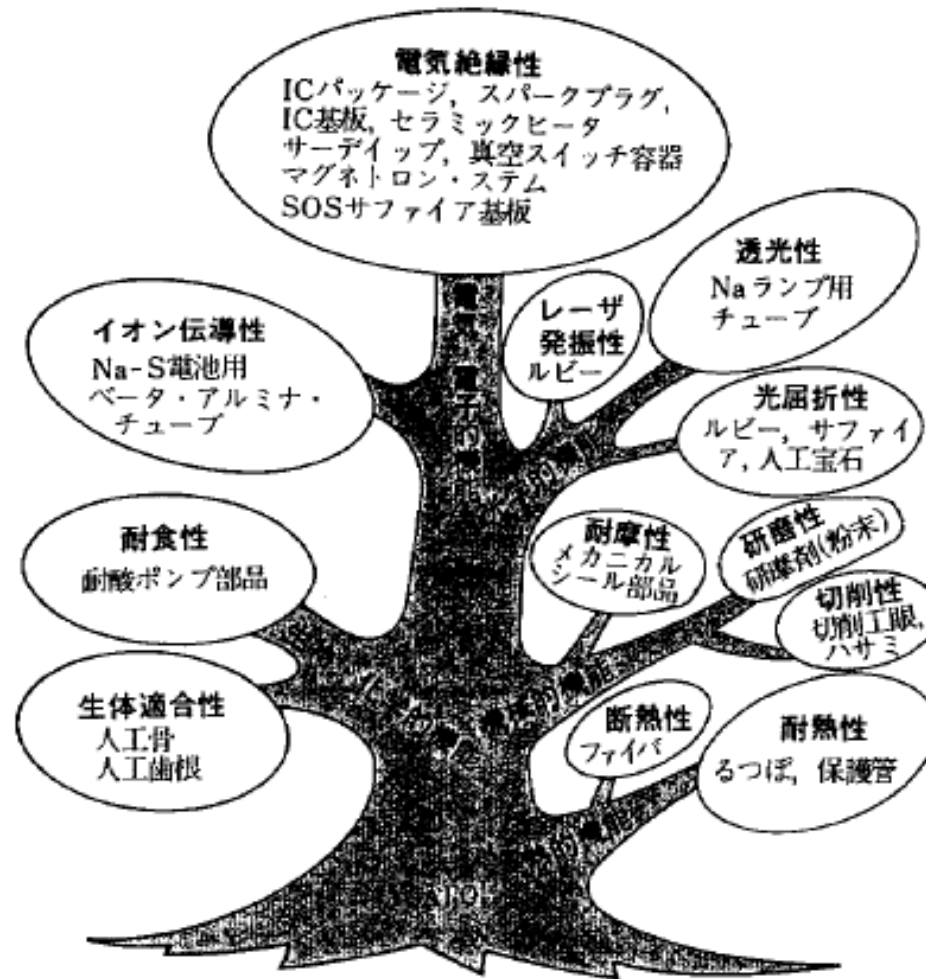 電気絶縁性
ICパッケージ, スパークプラグ,
IC基板, セラミックヒータ
サーデイップ, 真空スイッチ容器
マグネトロン・ステム
SOSサファイア基板
透光性
Naランプ用
チューブ
レーザ
発振性
ルビー
イオン伝導性
Na-S電池用
ベータ・アルミナ・
チューブ
光屈折性
ルビー, サファイ
ア, 人工宝石
耐食性
耐酸ポンプ部品
耐摩性
メカニカル
シール部品
研磨性
(粉末)
切削性
ハサミ
生体適合性
人工骨
人工歯根
断熱性
ファイバ
耐熱性
るつぼ, 保護管
電気・電子的